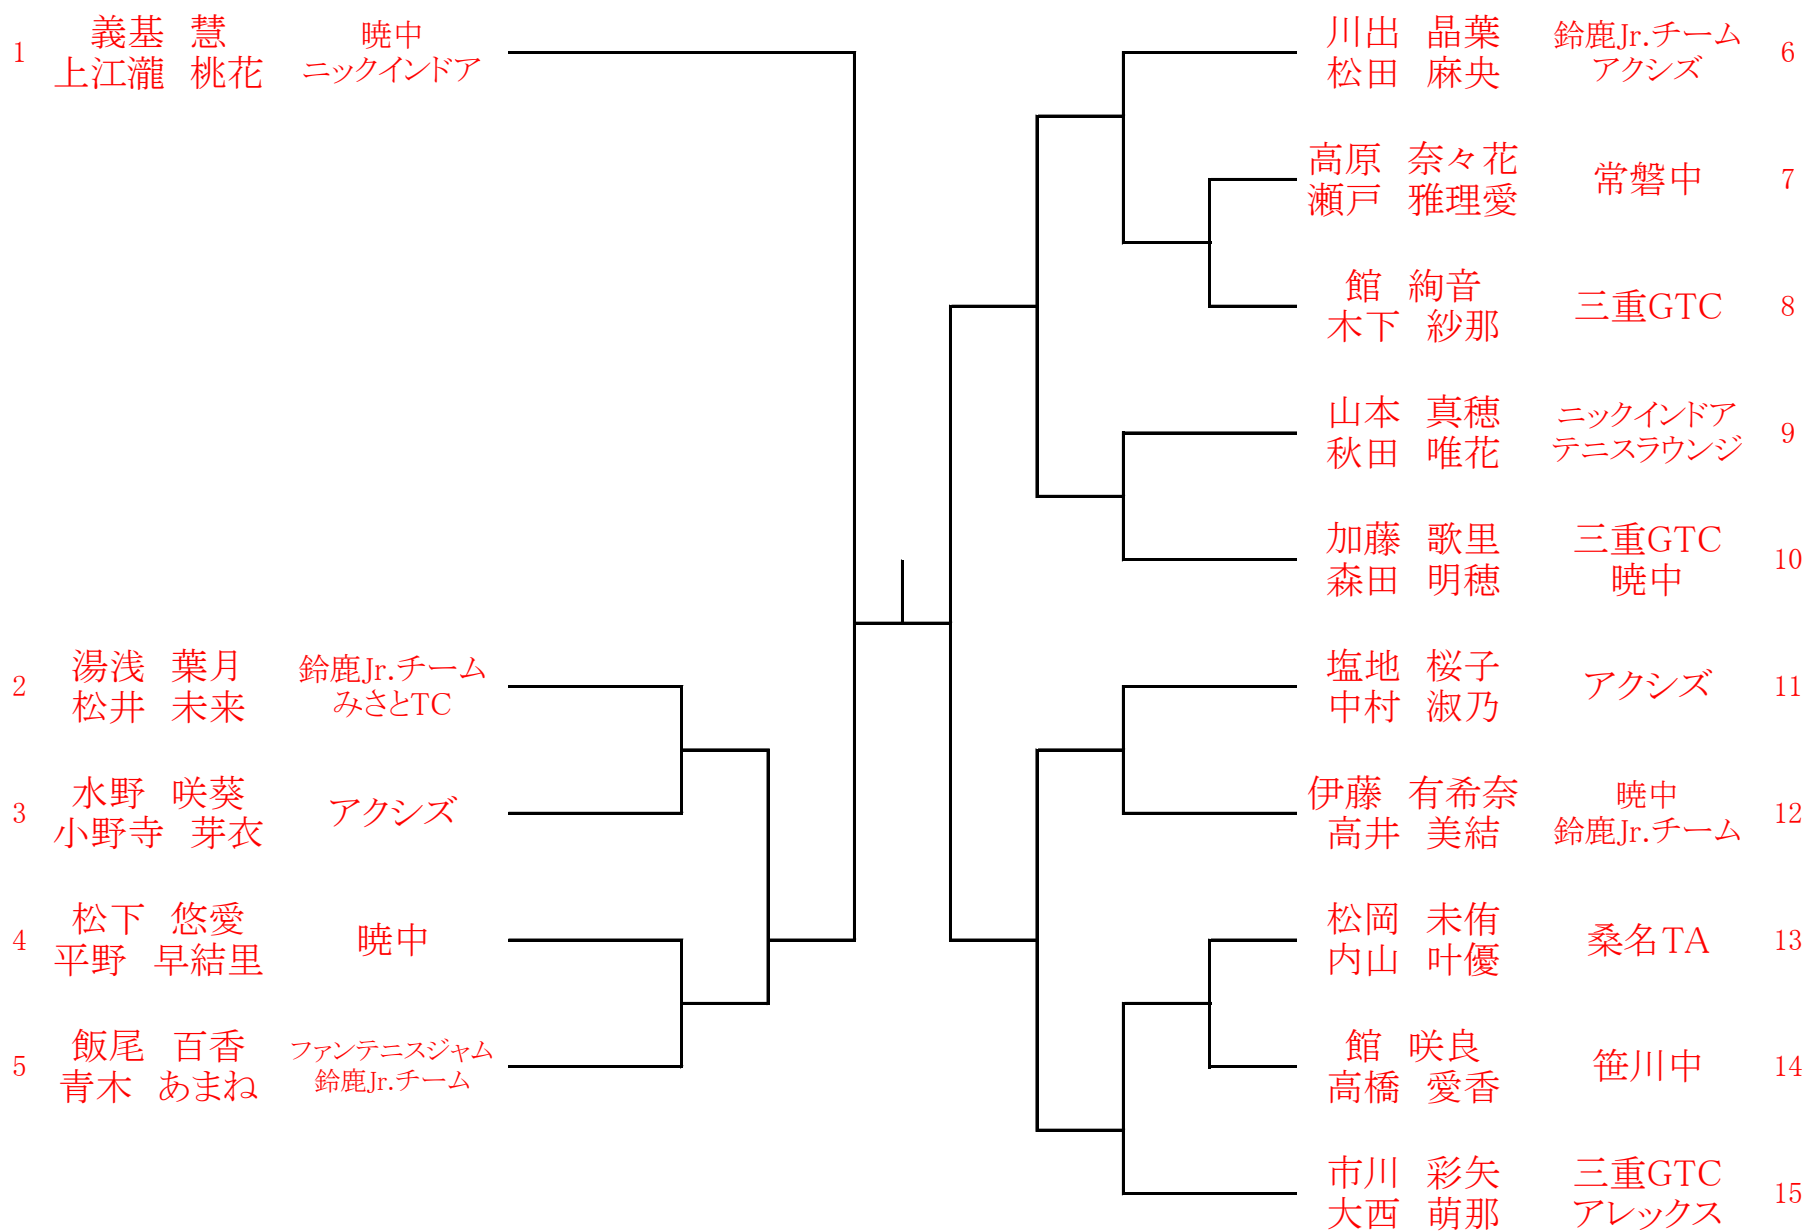 1 義基 慧 暁中
上江瀧 桃花 ニックインドア
2 湯浅 葉月 鈴鹿Jr.チーム
松井 未来 みさとTC
3 水野 咲葵 アクシズ
小野寺 芽衣
4 松下 悠愛 暁中
平野 早結里
5 飯尾 百香 ファンテニスジャム
青木 あまね 鈴鹿Jr.チーム
川出 晶葉 鈴鹿Jr.チーム 6
松田 麻央 アクシズ
高原 奈々花 常磐中 7
瀬戸 雅理愛
館 絢音 三重GTC 8
木下 紗那
山本 真穂 ニックインドア 9
秋田 唯花 テニスラウンジ
加藤 歌里 三重GTC 10
森田 明穂 暁中
塩地 桜子 アクシズ 11
中村 淑乃
伊藤 有希奈 暁中 12
高井 美結 鈴鹿Jr.チーム
松岡 未侑 桑名TA 13
内山 叶優
館 咲良 笹川中 14
高橋 愛香
市川 彩矢 三重GTC 15
大西 萌那 アレックス